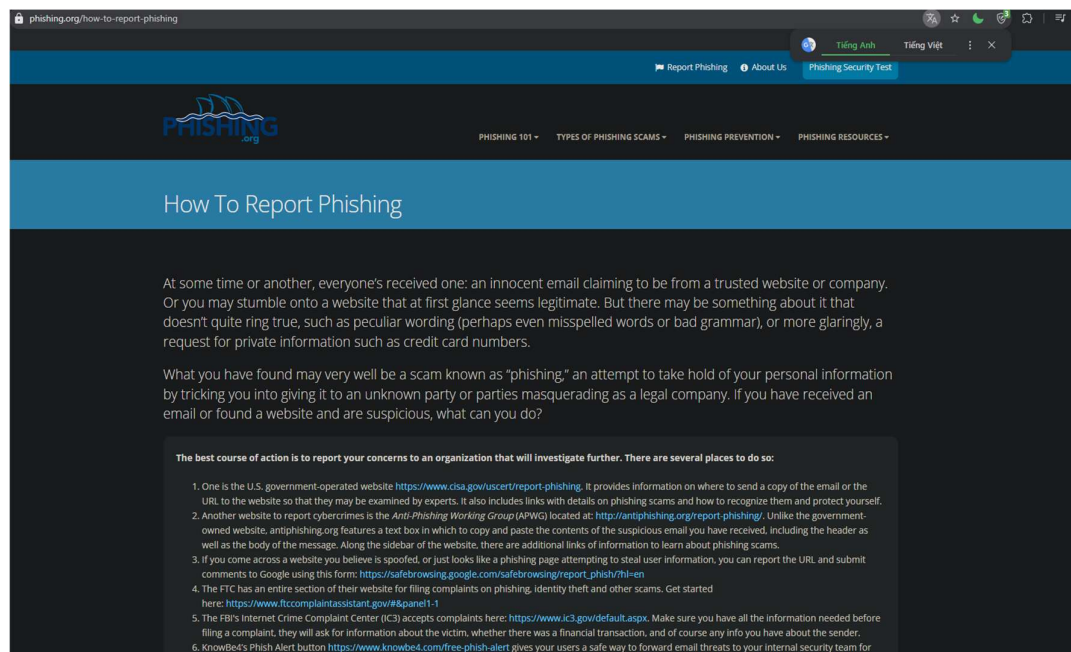 phishing.org/how-to-report-phishing
3
Tiếng Anh Tiếng Việt
Report Phishing About Us Phishing Security Test
PHISHING
.org
PHISHING 101 TYPES OF PHISHING SCAMS PHISHING PREVENTION PHISHING RESOURCES
How To Report Phishing
At some time or another, everyone's received one: an innocent email claiming to be from a trusted website or company.
Or you may stumble onto a website that at first glance seems legitimate. But there may be something about it that
doesn't quite ring true, such as peculiar wording (perhaps even misspelled words or bad grammar), or more glaringly, a
request for private information such as credit card numbers.
What you have found may very well be a scam known as “phishing,” an attempt to take hold of your personal information
by tricking you into giving it to an unknown party or parties masquerading as a legal company. If you have received an
email or found a website and are suspicious, what can you do?
The best course of action is to report your concerns to an organization that will investigate further. There are several places to do so:
1. One is the U.S. government-operated website https://www.cisa.gov/uscert/report-phishing. It provides information on where to send a copy of the email or the
URL to the website so that they may be examined by experts. It also includes links with details on phishing scams and how to recognize them and protect yourself.
2. Another website to report cybercrimes is the Anti-Phishing Working Group (APWG) located at: http://antiphishing.org/report-phishing/. Unlike the government-
owned website, antiphishing.org features a text box in which to copy and paste the contents of the suspicious email you have received, including the header as
well as the body of the message. Along the sidebar of the website, there are additional links of information to learn about phishing scams.
3. If you come across a website you believe is spoofed, or just looks like a phishing page attempting to steal user information, you can report the URL and submit
comments to Google using this form: https://safebrowsing.google.com/safebrowsing/report_phish/?hl=en
4. The FTC has an entire section of their website for filing complaints on phishing, identity theft and other scams. Get started
here: https://www.ftccomplaintassistant.gov/#&panel1-1
5. The FBI's Internet Crime Complaint Center (IC3) accepts complaints here: https://www.ic3.gov/default.aspx. Make sure you have all the information needed before
filing a complaint, they will ask for information about the victim, whether there was a financial transaction, and of course any info you have about the sender.
6. KnowBe4's Phish Alert button https://www.knowbe4.com/free-phish-alert gives your users a safe way to forward email threats to your internal security team for